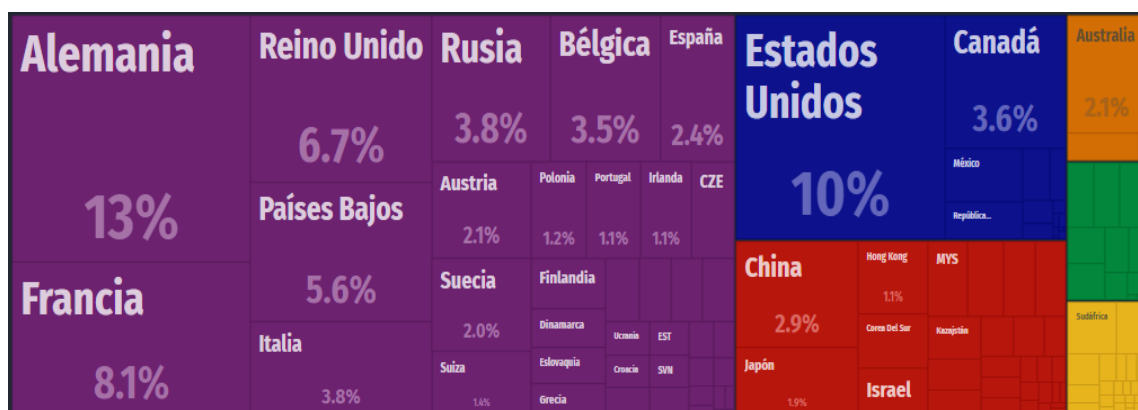 Alemania
13%
Francia
8.1%
Reino Unido
6.7%
Países Bajos
5.6%
Italia
3.8%
Rusia
3.8%
Bélgica
3.5%
España
2.4%
Austria
2.1%
Polonia
1.2%
Portugal
1.1%
Irlanda
1.1%
CZE
Suecia
2.0%
Suiza
1.4%
Finlandia
Dinamarca
Eslovaquia
Grecia
Ucrania
EST
Croacia
SVN
Estados
Unidos
10%
Canadá
3.6%
México
República...
China
2.9%
Japón
1.9%
Hong Kong
1.1%
Corea Del Sur
Israel
MYS
Kazajstán
Australia
2.1%
Sudáfrica